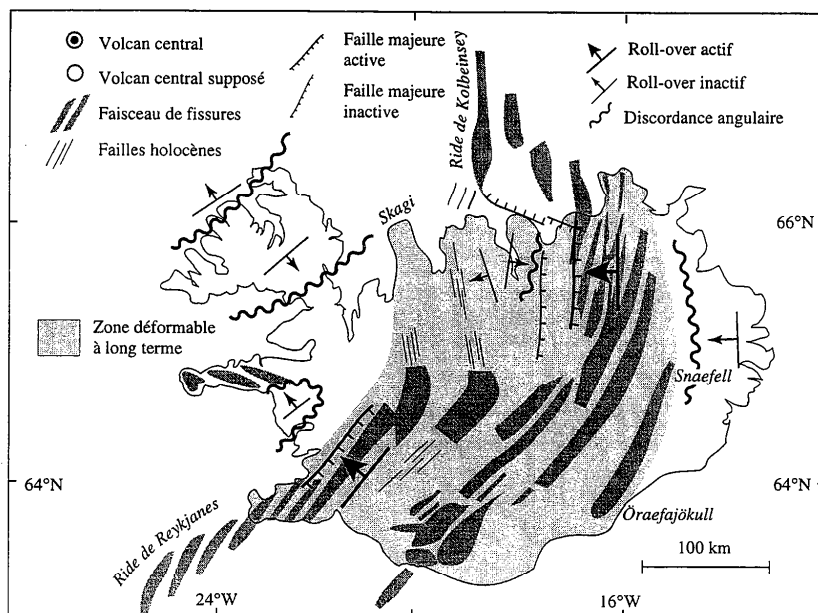 Volcan central
Volcan central supposé
Faisceau de fissures
Failles holocènes
Faille majeure
active
Faille majeure
inactive
Ride de Kolbeinsey
Roll-over actif
Roll-over inactif
Discordance angulaire
Skagi
66°N
Zone déformable
à long terme
Snaefell
64°N
64°N
Öraefajökull
Ride de Reykjanes
100 km
24°W
16°W